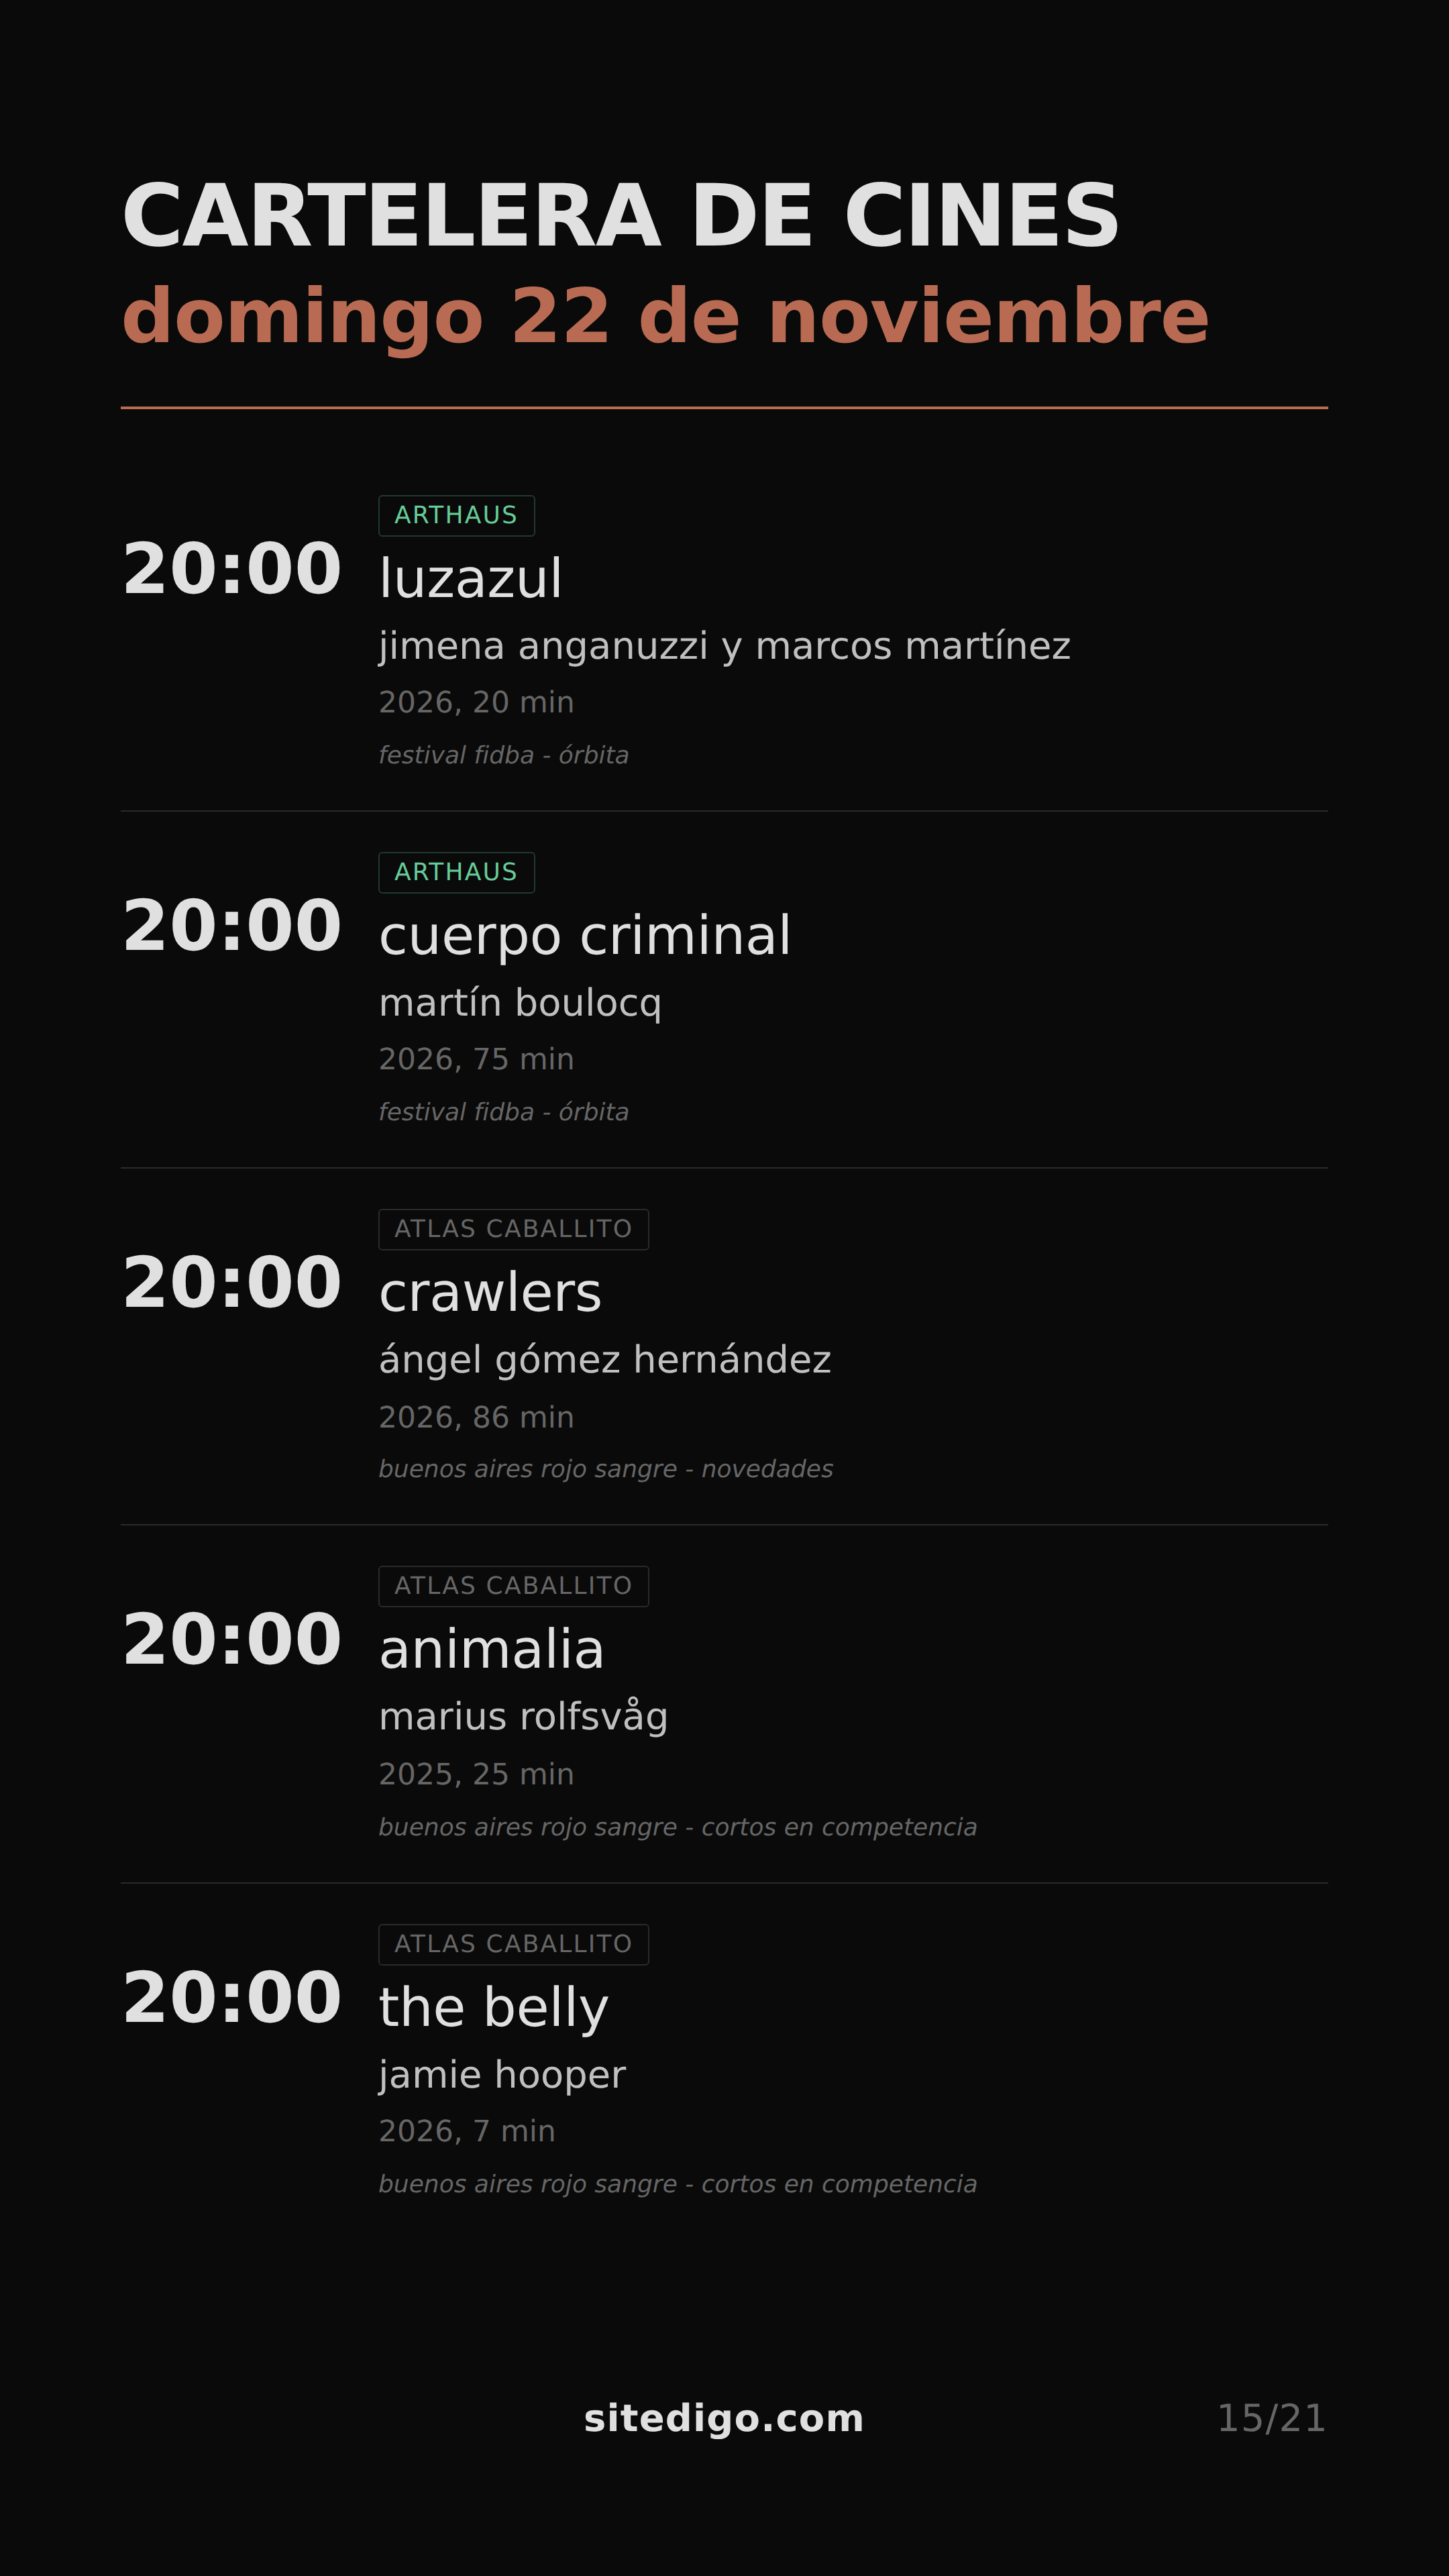 CARTELERA DE CINES
domingo 22 de noviembre
ARTHAUS
20:00
luzazul
jimena anganuzzi y marcos martínez
2026, 20 min
festival fidba - órbita
ARTHAUS
20:00
cuerpo criminal
martín boulocq
2026, 75 min
festival fidba - órbita
ATLAS CABALLITO
20:00
crawlers
ángel gómez hernández
2026, 86 min
buenos aires rojo sangre - novedades
ATLAS CABALLITO
20:00
animalia
marius rolfsvåg
2025, 25 min
buenos aires rojo sangre - cortos en competencia
ATLAS CABALLITO
20:00
the belly
jamie hooper
2026, 7 min
buenos aires rojo sangre - cortos en competencia
sitedigo.com
15/21